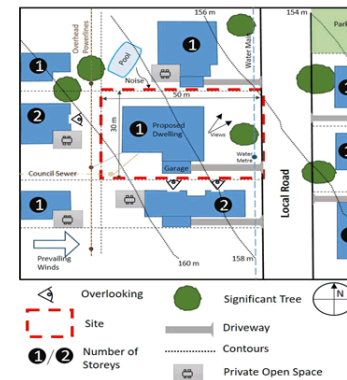 156 m
154 m
Overhead
Powerlines
Water Main
Park
1
1
Pool
1
Noise
50 m
2
30 m
1
Proposed
Dwelling
Views
Water
Metre
Garage
Council Sewer
Local Road
1
2
Prevailing
Winds
160 m
158 m
Overlooking
Significant Tree
N
Site
Driveway
1/2
Number of
Storeys
Contours
Private Open Space